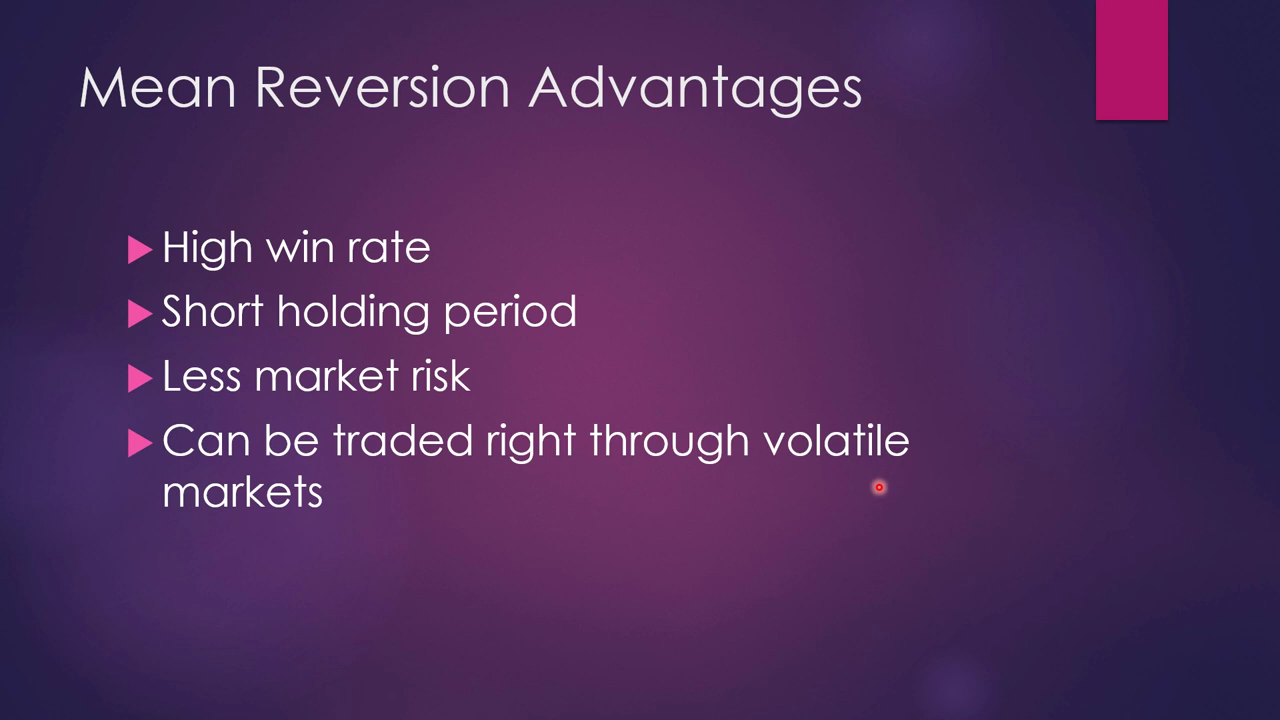 Mean Reversion Advantages
High win rate
Short holding period
Less market risk
Can be traded right through volatile
markets